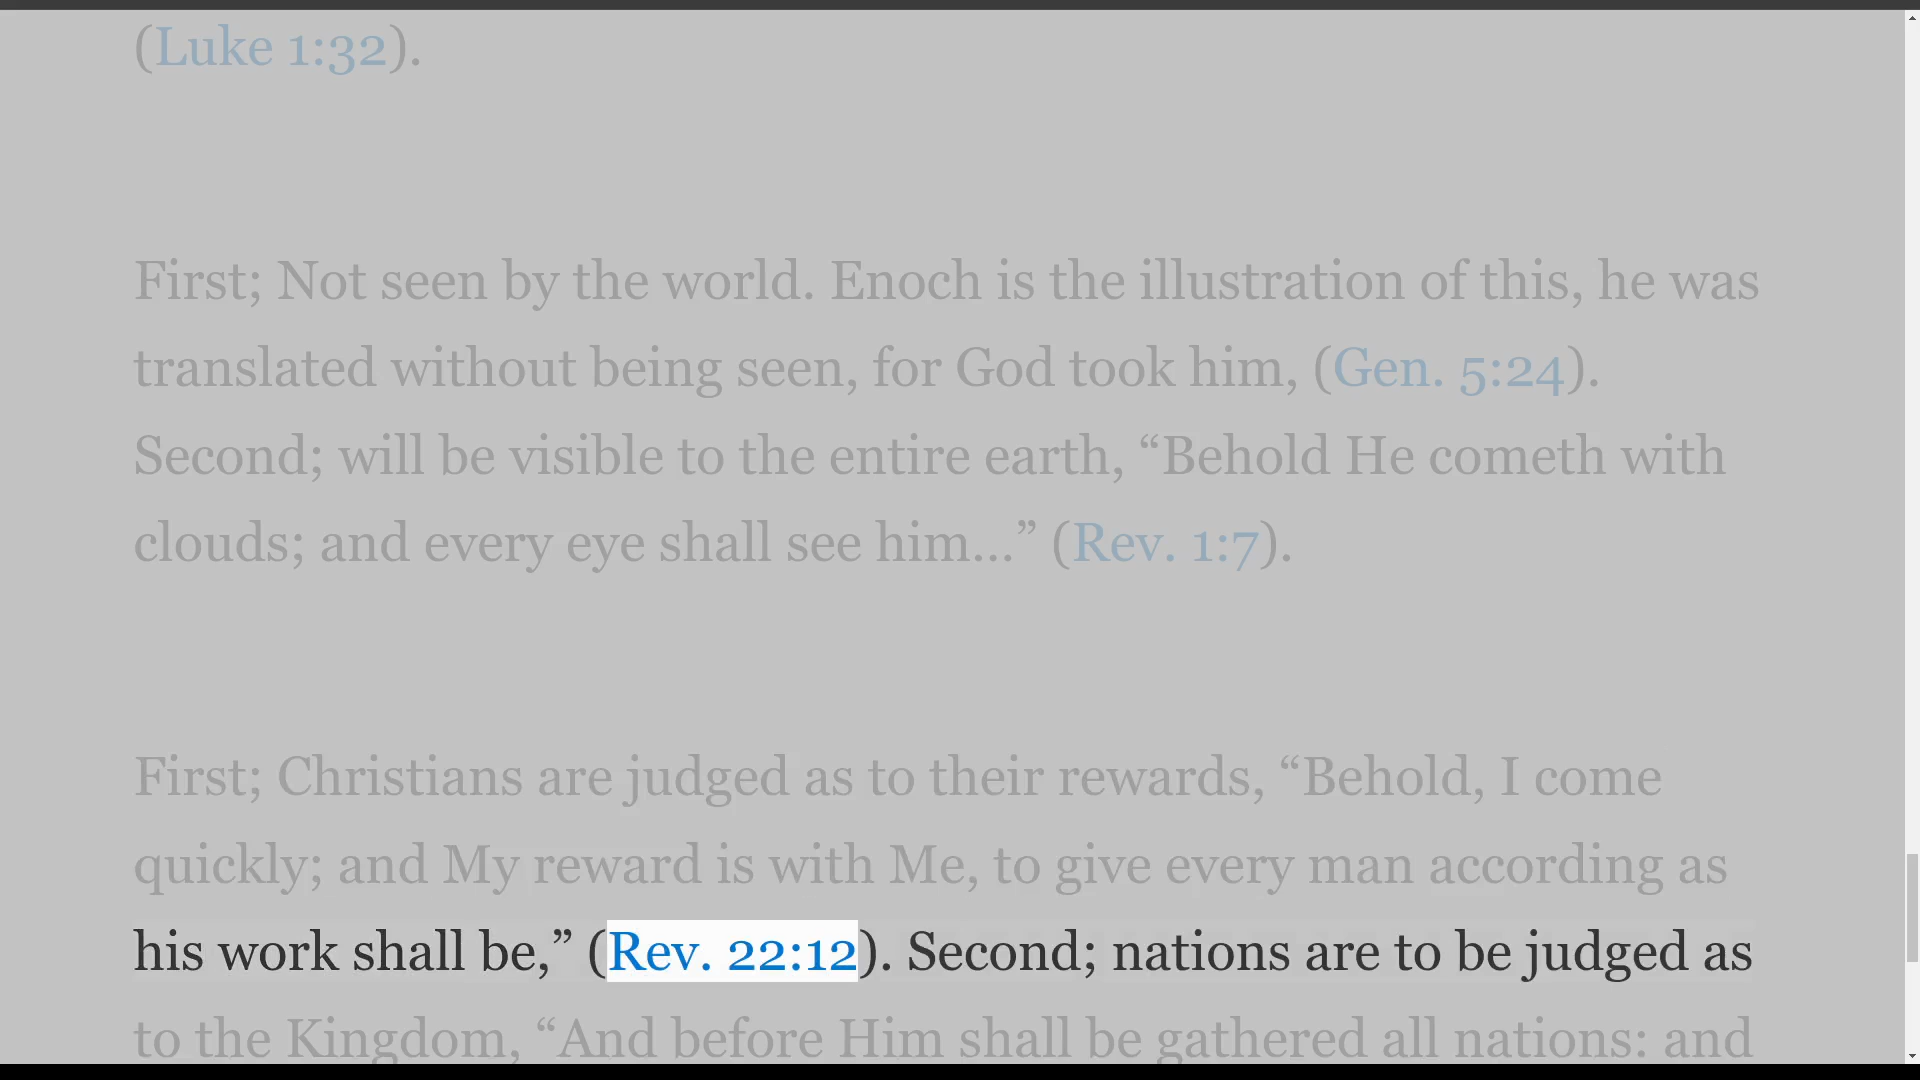 (Luke 1:32).
First; Not seen by the world. Enoch is the illustration of this, he was
translated without being seen, for God took him, (Gen. 5:24).
Second; will be visible to the entire earth, “Behold He cometh with
clouds; and every eye shall see him…” (Rev. 1:7).
First; Christians are judged as to their rewards, “Behold, I come
quickly; and My reward is with Me, to give every man according as
his work shall be,” (Rev. 22:12). Second; nations are to be judged as
to the Kingdom, “And before Him shall be gathered all nations: and